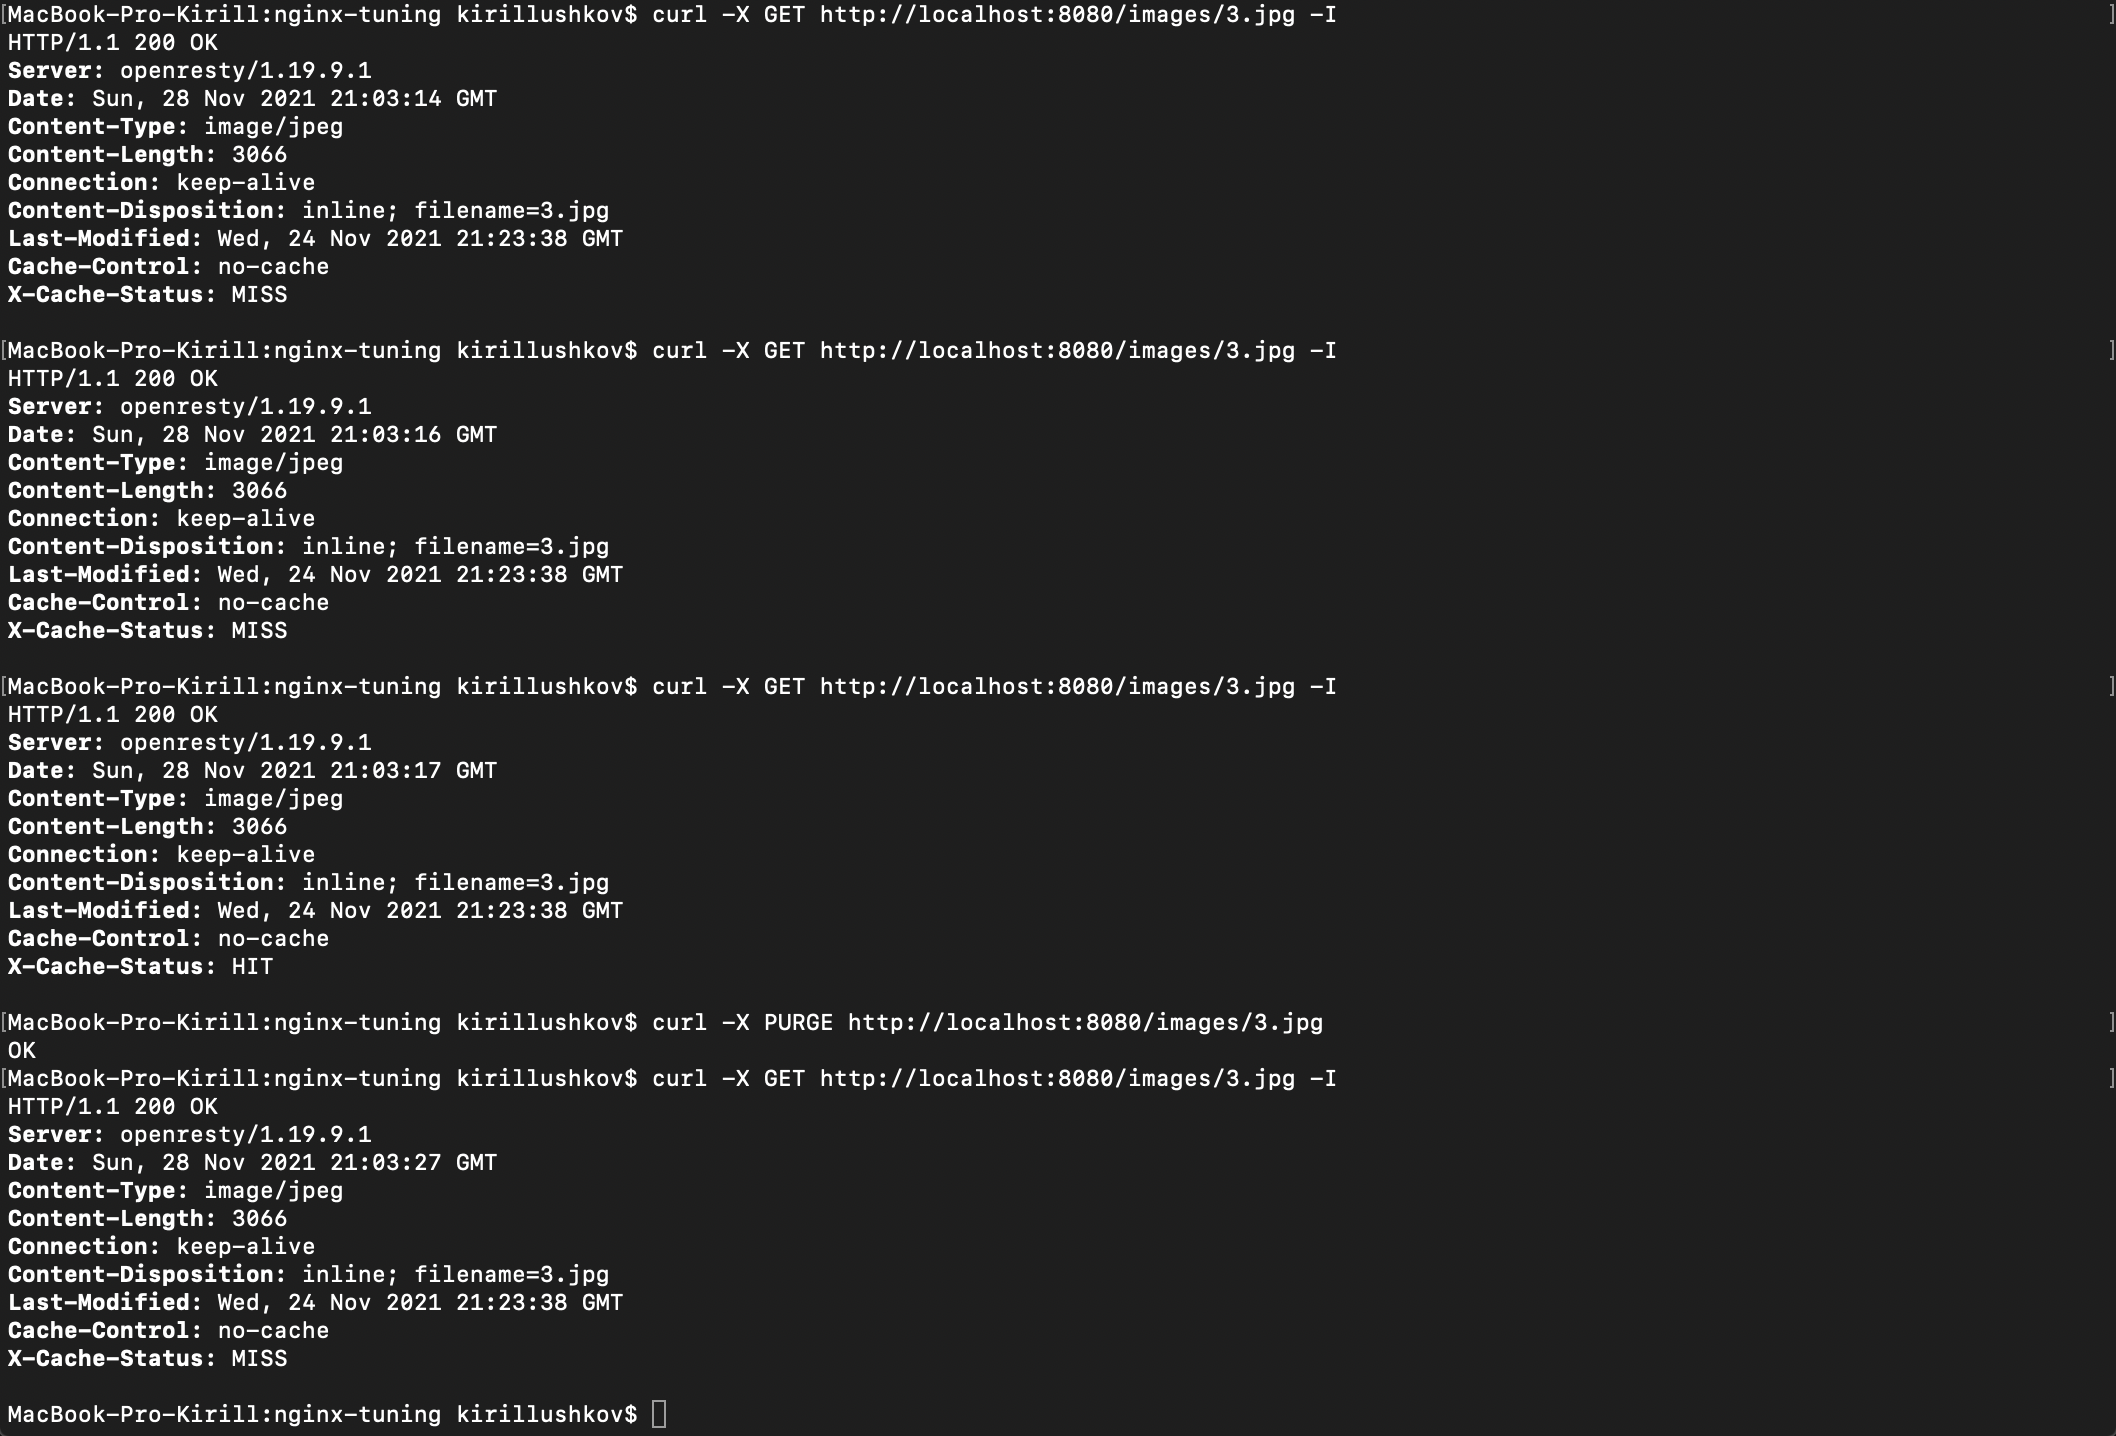 [MacBook-Pro-Kirill:nginx-tuning kirillushkov$ curl -X GET http://localhost:8080/images/3.jpg -I ]
HTTP/1.1 200 OK
Server: openresty/1.19.9.1
Date: Sun, 28 Nov 2021 21:03:14 GMT
Content-Type: image/jpeg
Content-Length: 3066
Connection: keep-alive
Content-Disposition: inline; filename=3.jpg
Last-Modified: Wed, 24 Nov 2021 21:23:38 GMT
Cache-Control: no-cache
X-Cache-Status: MISS
[MacBook-Pro-Kirill:nginx-tuning kirillushkov$ curl -X GET http://localhost:8080/images/3.jpg -I ]
HTTP/1.1 200 OK
Server: openresty/1.19.9.1
Date: Sun, 28 Nov 2021 21:03:16 GMT
Content-Type: image/jpeg
Content-Length: 3066
Connection: keep-alive
Content-Disposition: inline; filename=3.jpg
Last-Modified: Wed, 24 Nov 2021 21:23:38 GMT
Cache-Control: no-cache
X-Cache-Status: MISS
[MacBook-Pro-Kirill:nginx-tuning kirillushkov$ curl -X GET http://localhost:8080/images/3.jpg -I ]
HTTP/1.1 200 OK
Server: openresty/1.19.9.1
Date: Sun, 28 Nov 2021 21:03:17 GMT
Content-Type: image/jpeg
Content-Length: 3066
Connection: keep-alive
Content-Disposition: inline; filename=3.jpg
Last-Modified: Wed, 24 Nov 2021 21:23:38 GMT
Cache-Control: no-cache
X-Cache-Status: HIT
[MacBook-Pro-Kirill:nginx-tuning kirillushkov$ curl -X PURGE http://localhost:8080/images/3.jpg ]
OK
[MacBook-Pro-Kirill:nginx-tuning kirillushkov$ curl -X GET http://localhost:8080/images/3.jpg -I ]
HTTP/1.1 200 OK
Server: openresty/1.19.9.1
Date: Sun, 28 Nov 2021 21:03:27 GMT
Content-Type: image/jpeg
Content-Length: 3066
Connection: keep-alive
Content-Disposition: inline; filename=3.jpg
Last-Modified: Wed, 24 Nov 2021 21:23:38 GMT
Cache-Control: no-cache
X-Cache-Status: MISS
MacBook-Pro-Kirill:nginx-tuning kirillushkov$